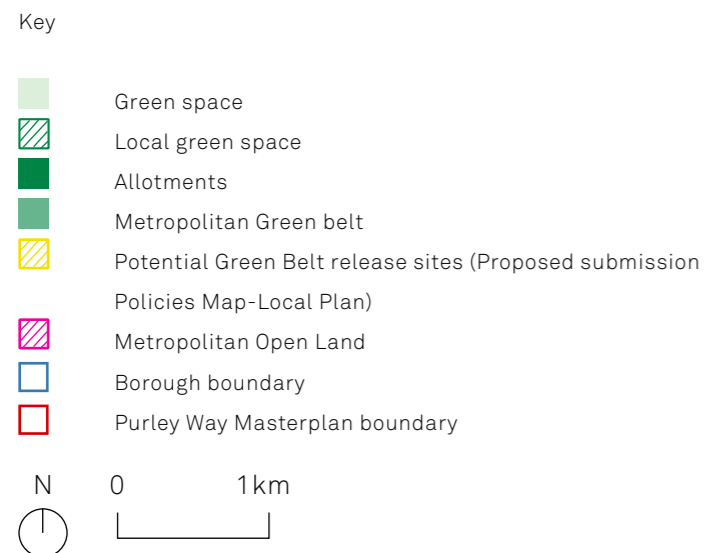 Key
Green space
Local green space
Allotments
Metropolitan Green belt
Potential Green Belt release sites (Proposed submission
Policies Map-Local Plan)
Metropolitan Open Land
Borough boundary
Purley Way Masterplan boundary
N 0 1km